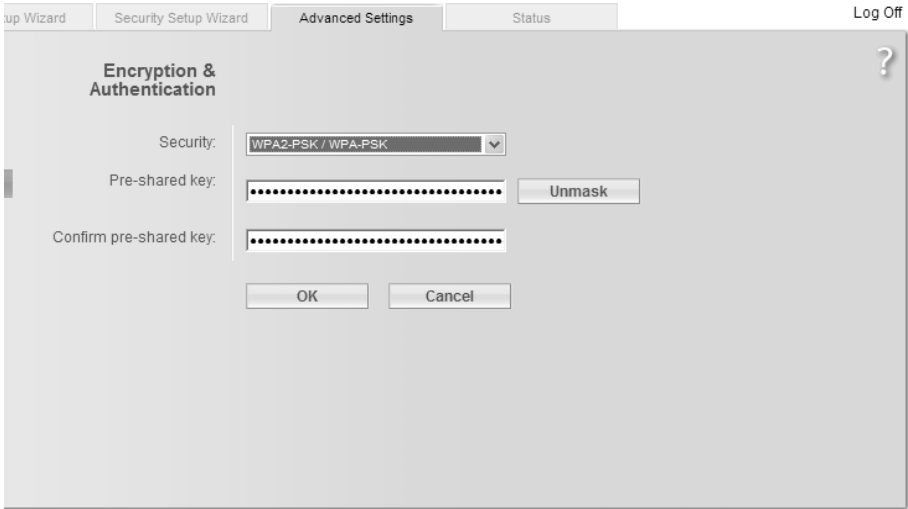 tup Wizard Security Setup Wizard Advanced Settings Status Log Off
?
Encryption &
Authentication
Security: WPA2-PSK / WPA-PSK
Pre-shared key: •••••••••••••••••••••••••••••••••• Unmask
Confirm pre-shared key: ••••••••••••••••••••••••••••••••••
OK Cancel